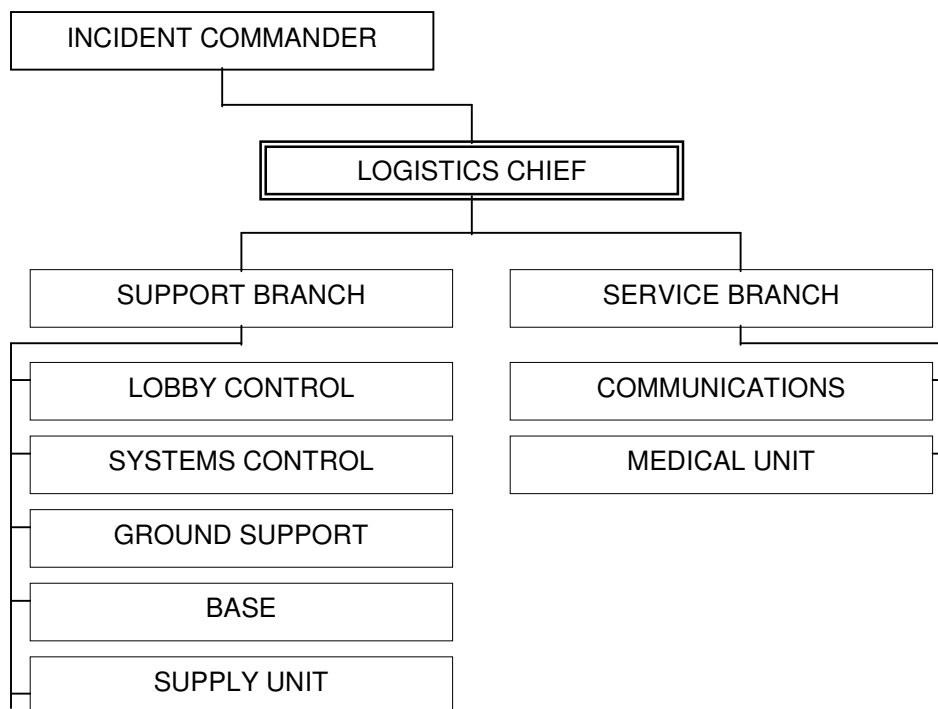 INCIDENT COMMANDER
LOGISTICS CHIEF
SUPPORT BRANCH
SERVICE BRANCH
LOBBY CONTROL
COMMUNICATIONS
SYSTEMS CONTROL
MEDICAL UNIT
GROUND SUPPORT
BASE
SUPPLY UNIT